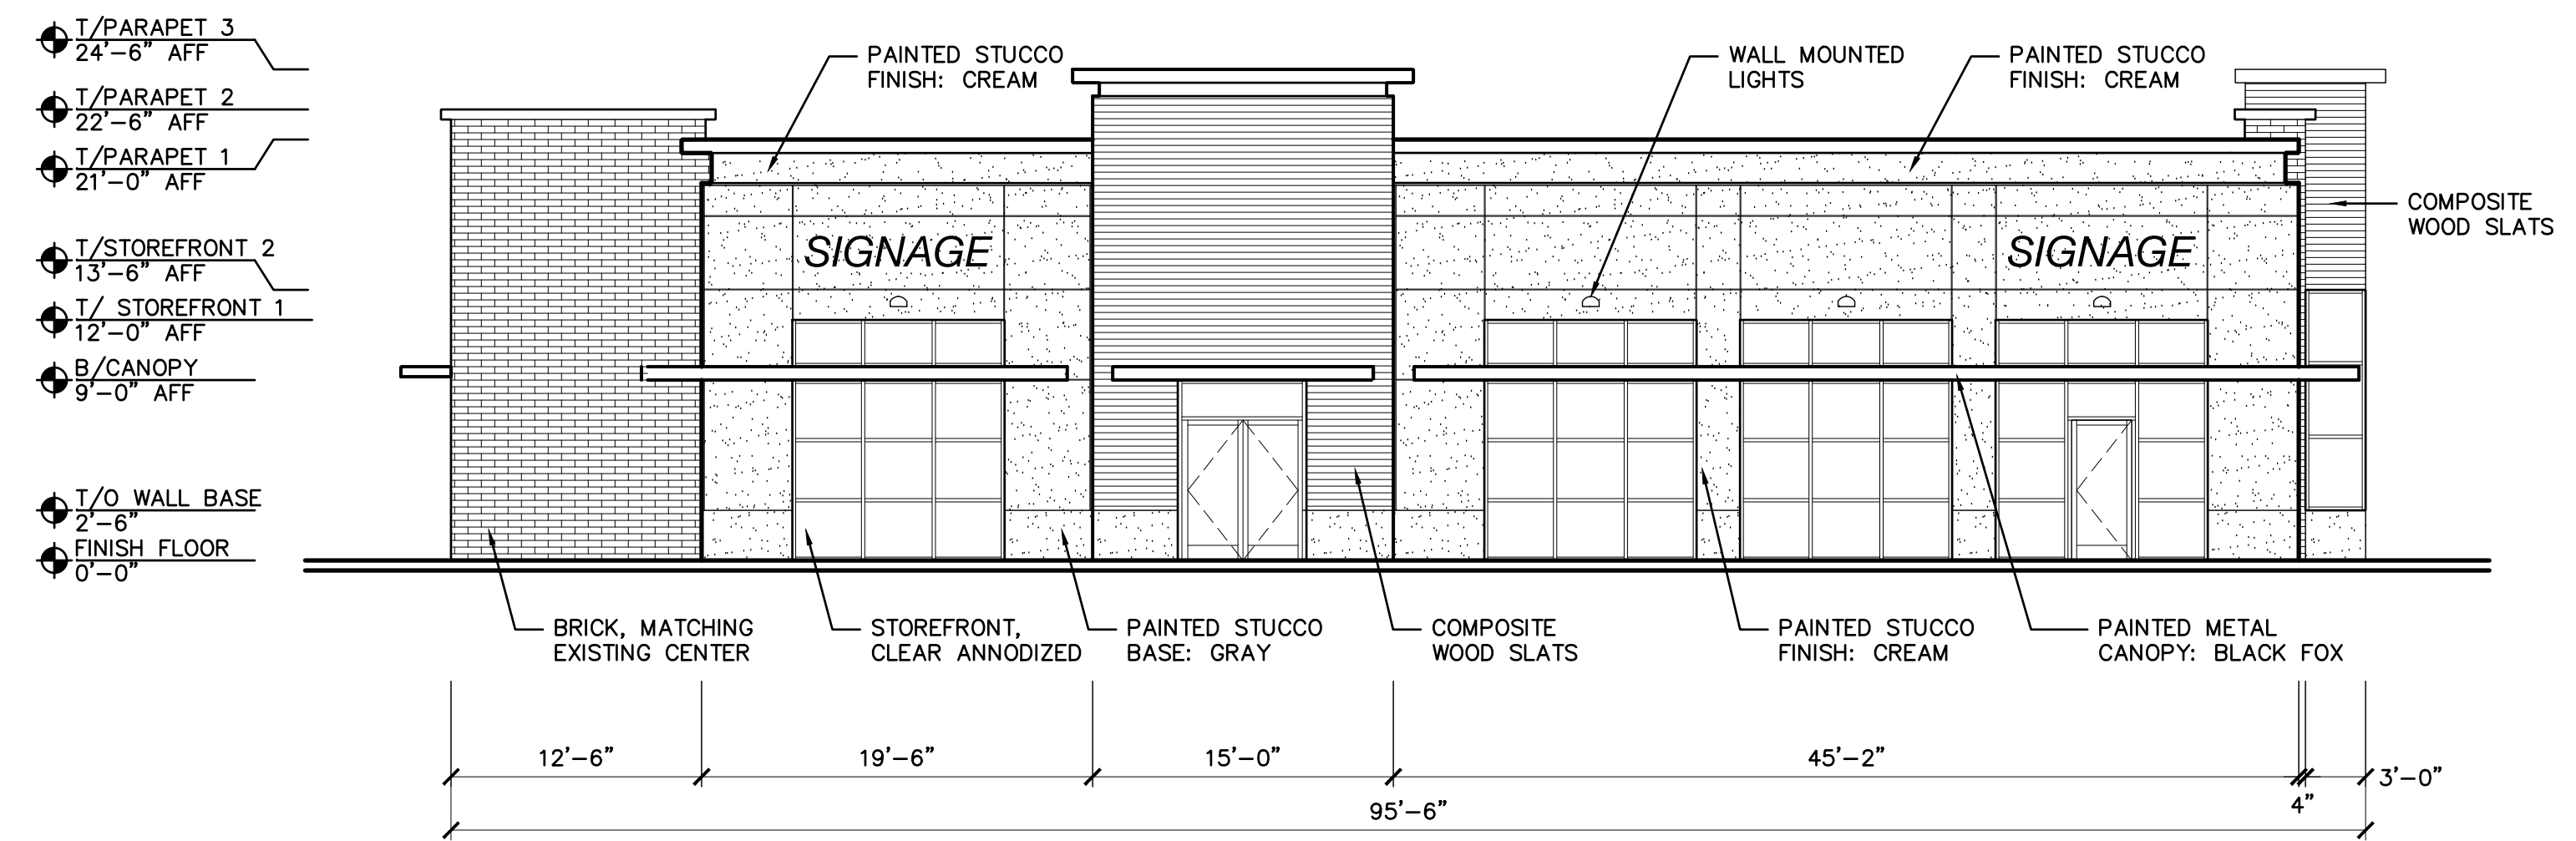 T/PARAPET 3
24'-6" AFF
T/PARAPET 2
22'-6" AFF
T/PARAPET 1
21'-0" AFF
T/STOREFRONT 2
13'-6" AFF
T/ STOREFRONT 1
12'-0" AFF
B/CANOPY
9'-0" AFF
T/O WALL BASE
2'-6"
FINISH FLOOR
0'-0"
PAINTED STUCCO
FINISH: CREAM
WALL MOUNTED
LIGHTS
PAINTED STUCCO
FINISH: CREAM
COMPOSITE
WOOD SLATS
SIGNAGE
SIGNAGE
BRICK, MATCHING
EXISTING CENTER
STOREFRONT,
CLEAR ANNODIZED
PAINTED STUCCO
BASE: GRAY
COMPOSITE
WOOD SLATS
PAINTED STUCCO
FINISH: CREAM
PAINTED METAL
CANOPY: BLACK FOX
12'-6"
19'-6"
15'-0"
45'-2"
4"
3'-0"
95'-6"